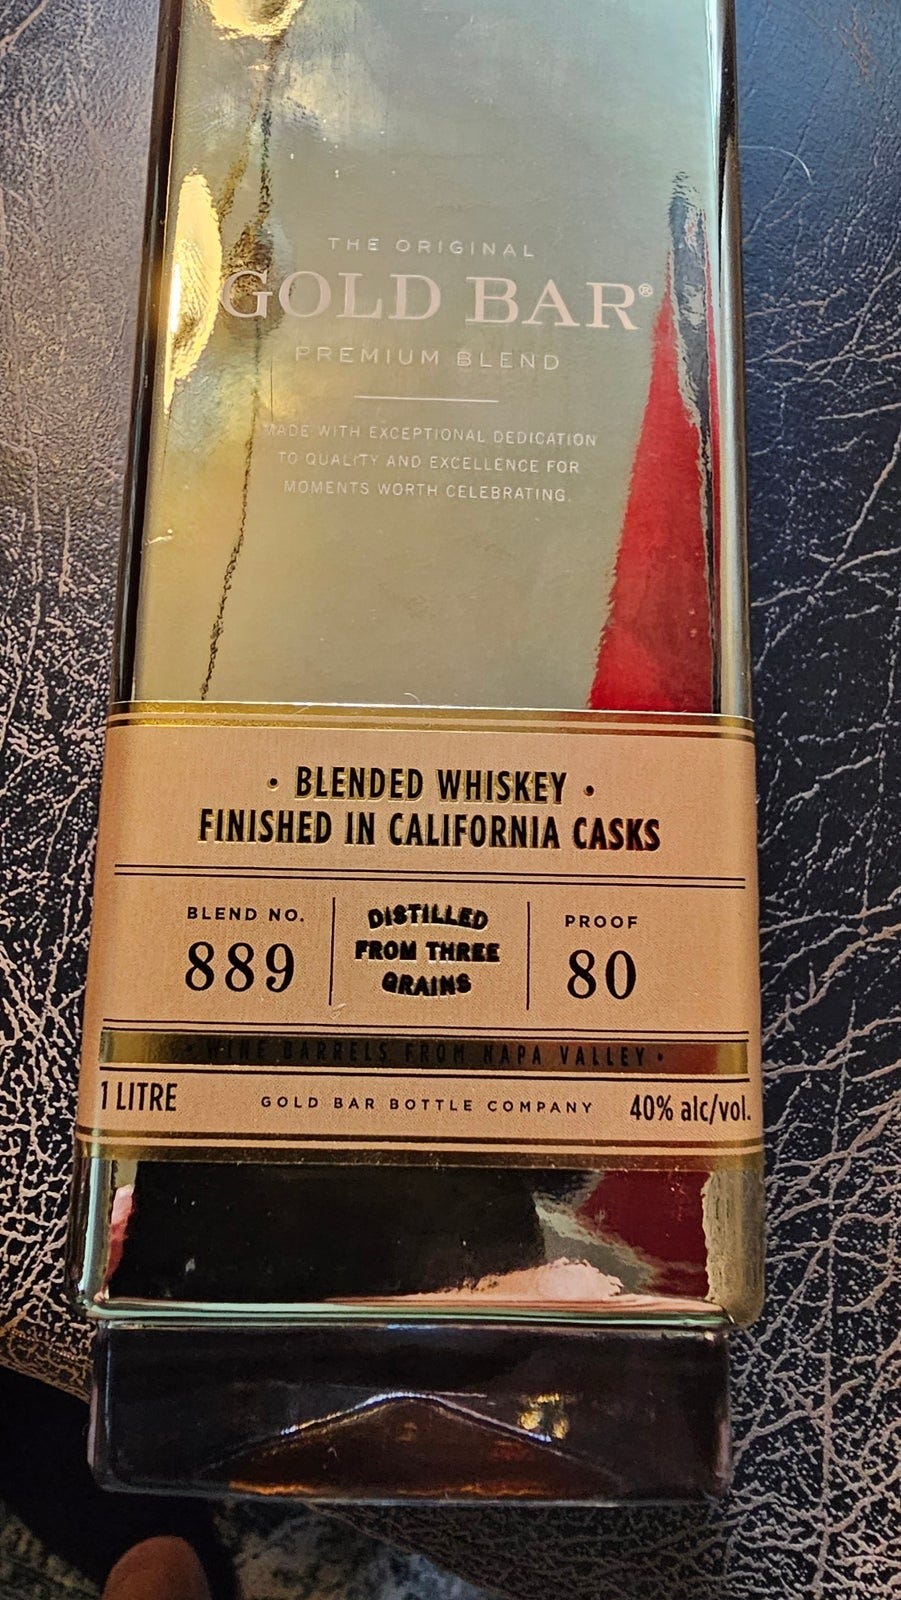 THE ORIGINAL
GOLD BAR®
PREMIUM BLEND
MADE WITH EXCEPTIONAL DEDICATION
TO QUALITY AND EXCELLENCE FOR
MOMENTS WORTH CELEBRATING.
• BLENDED WHISKEY •
FINISHED IN CALIFORNIA CASKS
BLEND NO.
889
DISTILLED
FROM THREE
GRAINS
PROOF
80
• WINE BARRELS FROM NAPA VALLEY •
1 LITRE
GOLD BAR BOTTLE COMPANY
40% alc/vol.